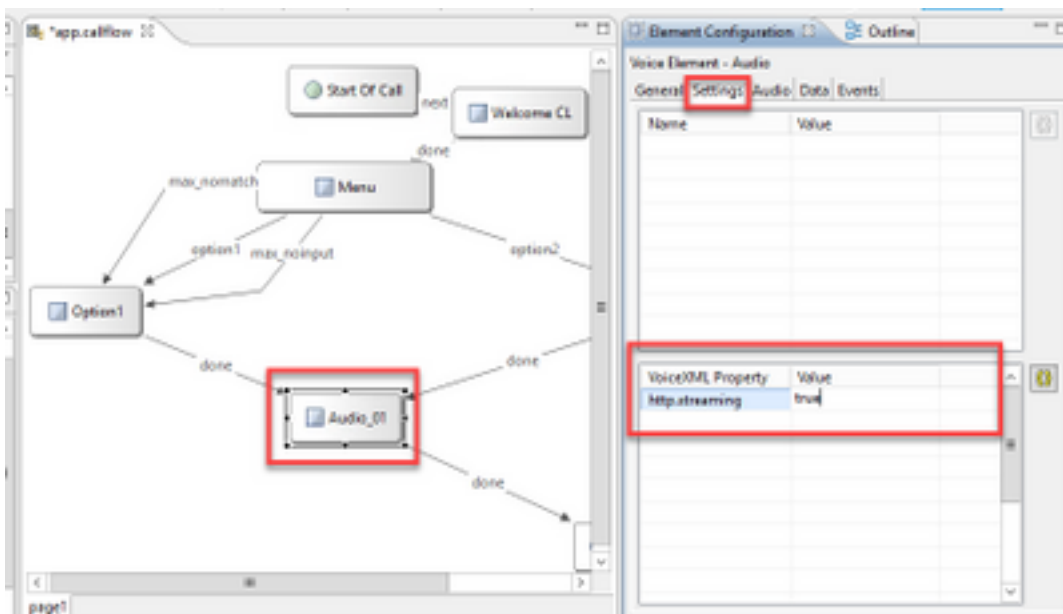 *app.callflow
Start Of Call
next
Welcome CL
done
max_nomatch
Menu
option1
max_noinput
option2
Option1
done
done
Audio_01
done
page1
Element Configuration
Outline
Voice Element - Audio
General Settings Audio Data Events
Name Value
VoiceXML Property Value
http.streaming true